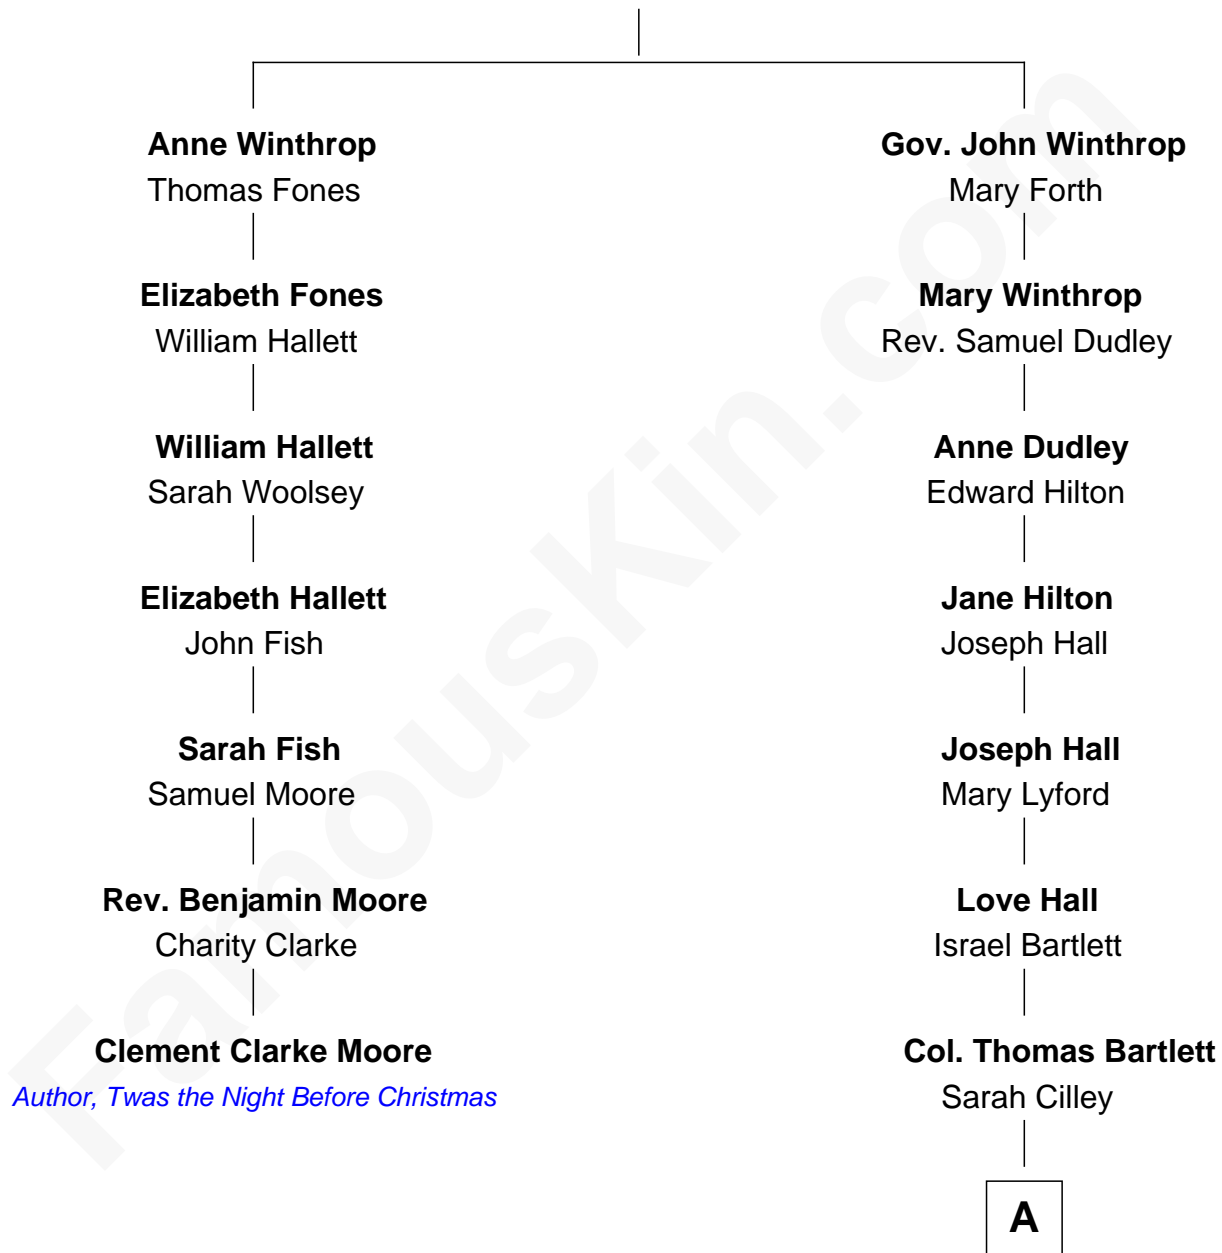 Anne Winthrop
Thomas Fones
Elizabeth Fones
William Hallett
William Hallett
Sarah Woolsey
Elizabeth Hallett
John Fish
Sarah Fish
Samuel Moore
Rev. Benjamin Moore
Charity Clarke
Clement Clarke Moore
Author, Twas the Night Before Christmas
Gov. John Winthrop
Mary Forth
Mary Winthrop
Rev. Samuel Dudley
Anne Dudley
Edward Hilton
Jane Hilton
Joseph Hall
Joseph Hall
Mary Lyford
Love Hall
Israel Bartlett
Col. Thomas Bartlett
Sarah Cilley
A
FamousKin.com